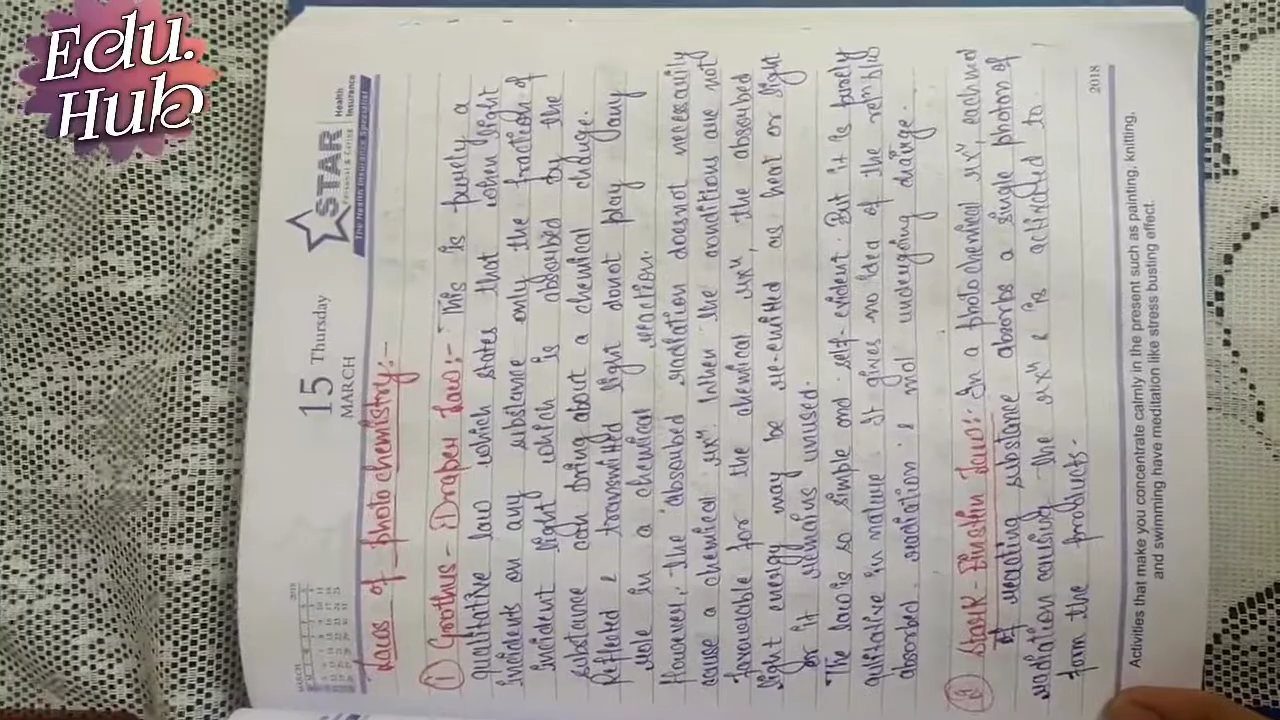 Edu.
Hub
MARCH 2018
15 Thursday
MARCH
STAR Health Insurance
Personal & Caring
The Health Insurance Specialist
Laws of photochemistry:-
(1) Grothus - Draper Law:- This is purely a
qualitative law which states that when light
incidents on any substance only the fraction of
incident light which is absorbed by the
substance can bring about a chemical change.
Reflected & transmitted light donot play any
role in a chemical reaction.
However, the absorbed radiation doesnot necessarily
cause a chemical rxn. When the conditions are not
favourable for the chemical rxn, the absorbed
light energy may be re-emitted as heat or light
or it remains unused.
The law is so simple and self-evident. But it is purely
in nature. It gives no idea of the
absorbed radiation & mol undergoing change.
(2) Stark - Einstein Law:- In a photochemical rxn, each mol
of reacting substance absorbs a single photon of
radiation causing the rxn & is activated to
form the products.
2018
Activities that make you concentrate calmly in the present such as painting, knitting,
and swimming have meditation like stress busting effect.